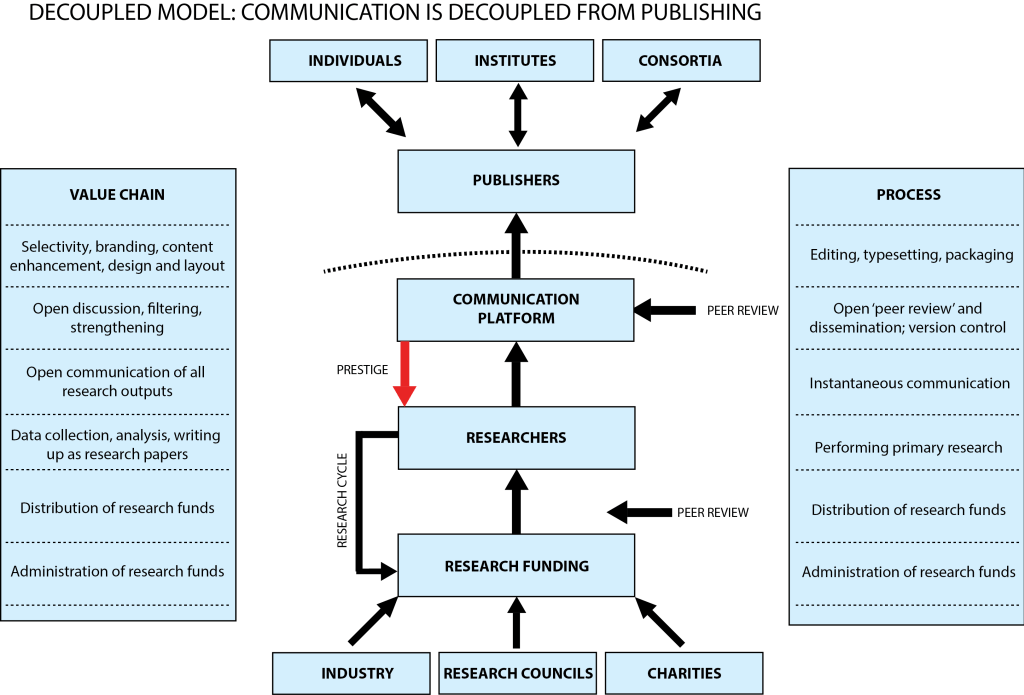 DECOUPLED MODEL: COMMUNICATION IS DECOUPLED FROM PUBLISHING
INDIVIDUALS
INSTITUTES
CONSORTIA
PUBLISHERS
COMMUNICATION
PLATFORM
PEER REVIEW
PRESTIGE
RESEARCHERS
RESEARCH CYCLE
PEER REVIEW
RESEARCH FUNDING
INDUSTRY
RESEARCH COUNCILS
CHARITIES
VALUE CHAIN
Selectivity, branding, content
enhancement, design and layout
Open discussion, filtering,
strengthening
Open communication of all
research outputs
Data collection, analysis, writing
up as research papers
Distribution of research funds
Administration of research funds
PROCESS
Editing, typesetting, packaging
Open ‘peer review’ and
dissemination; version control
Instantaneous communication
Performing primary research
Distribution of research funds
Administration of research funds